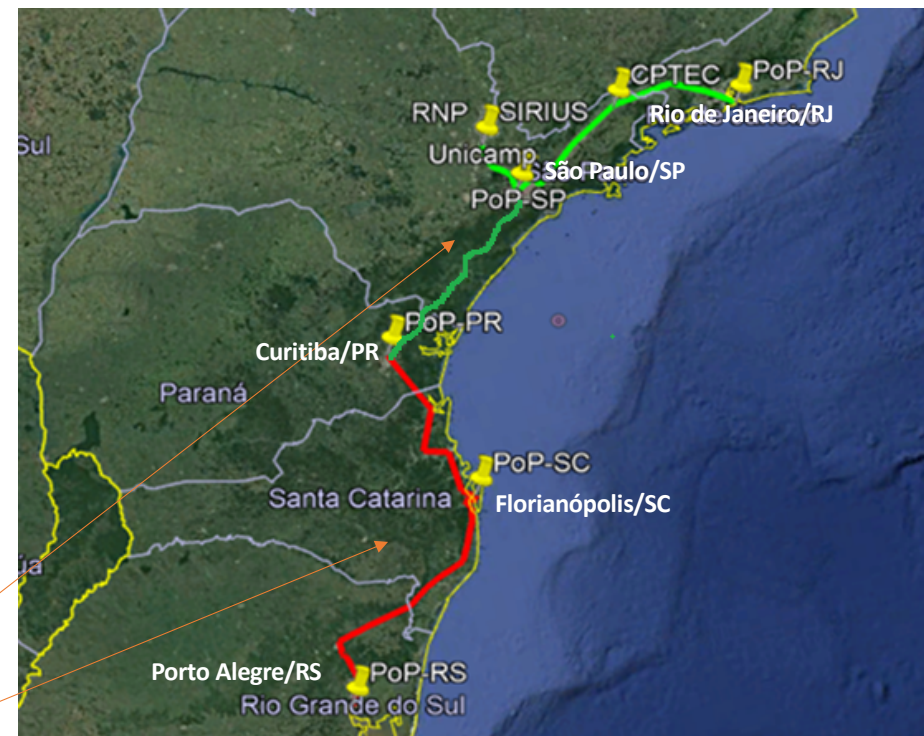 CPTEC
PoP-RJ
RNP
SIRIUS
Rio de Janeiro/RJ
Sul
Unicamp
São Paulo/SP
PoP-SP
PoP-PR
Curitiba/PR
Paraná
PoP-SC
Santa Catarina
Florianópolis/SC
Porto Alegre/RS
PoP-RS
Rio Grande do Sul